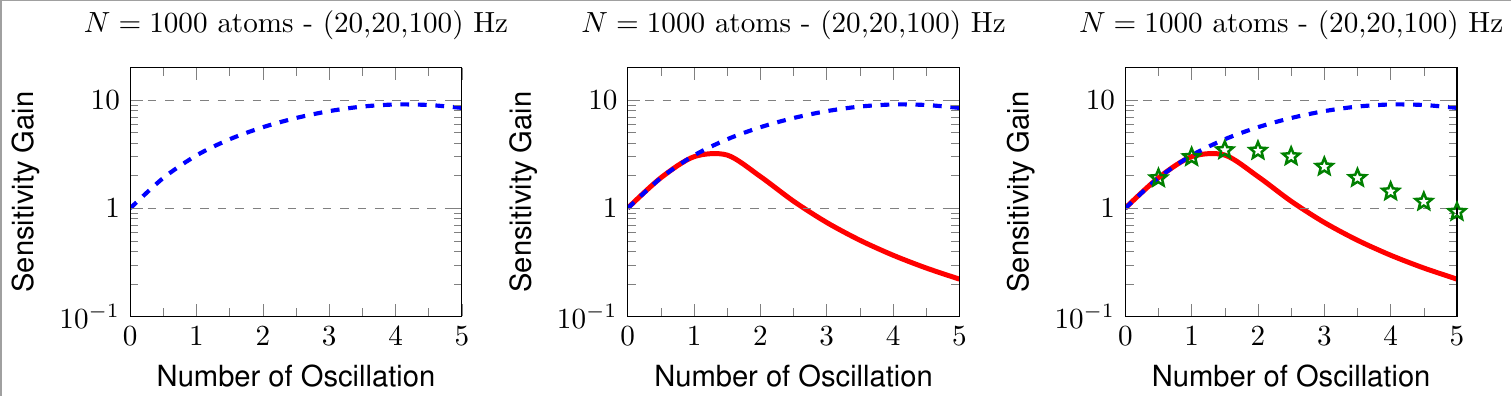 N = 1000 atoms - (20,20,100) Hz
10
1
10⁻¹
0 1 2 3 4 5
Sensitivity Gain
Number of Oscillation
N = 1000 atoms - (20,20,100) Hz
10
1
10⁻¹
0 1 2 3 4 5
Sensitivity Gain
Number of Oscillation
N = 1000 atoms - (20,20,100) Hz
10
1
10⁻¹
0 1 2 3 4 5
Sensitivity Gain
Number of Oscillation